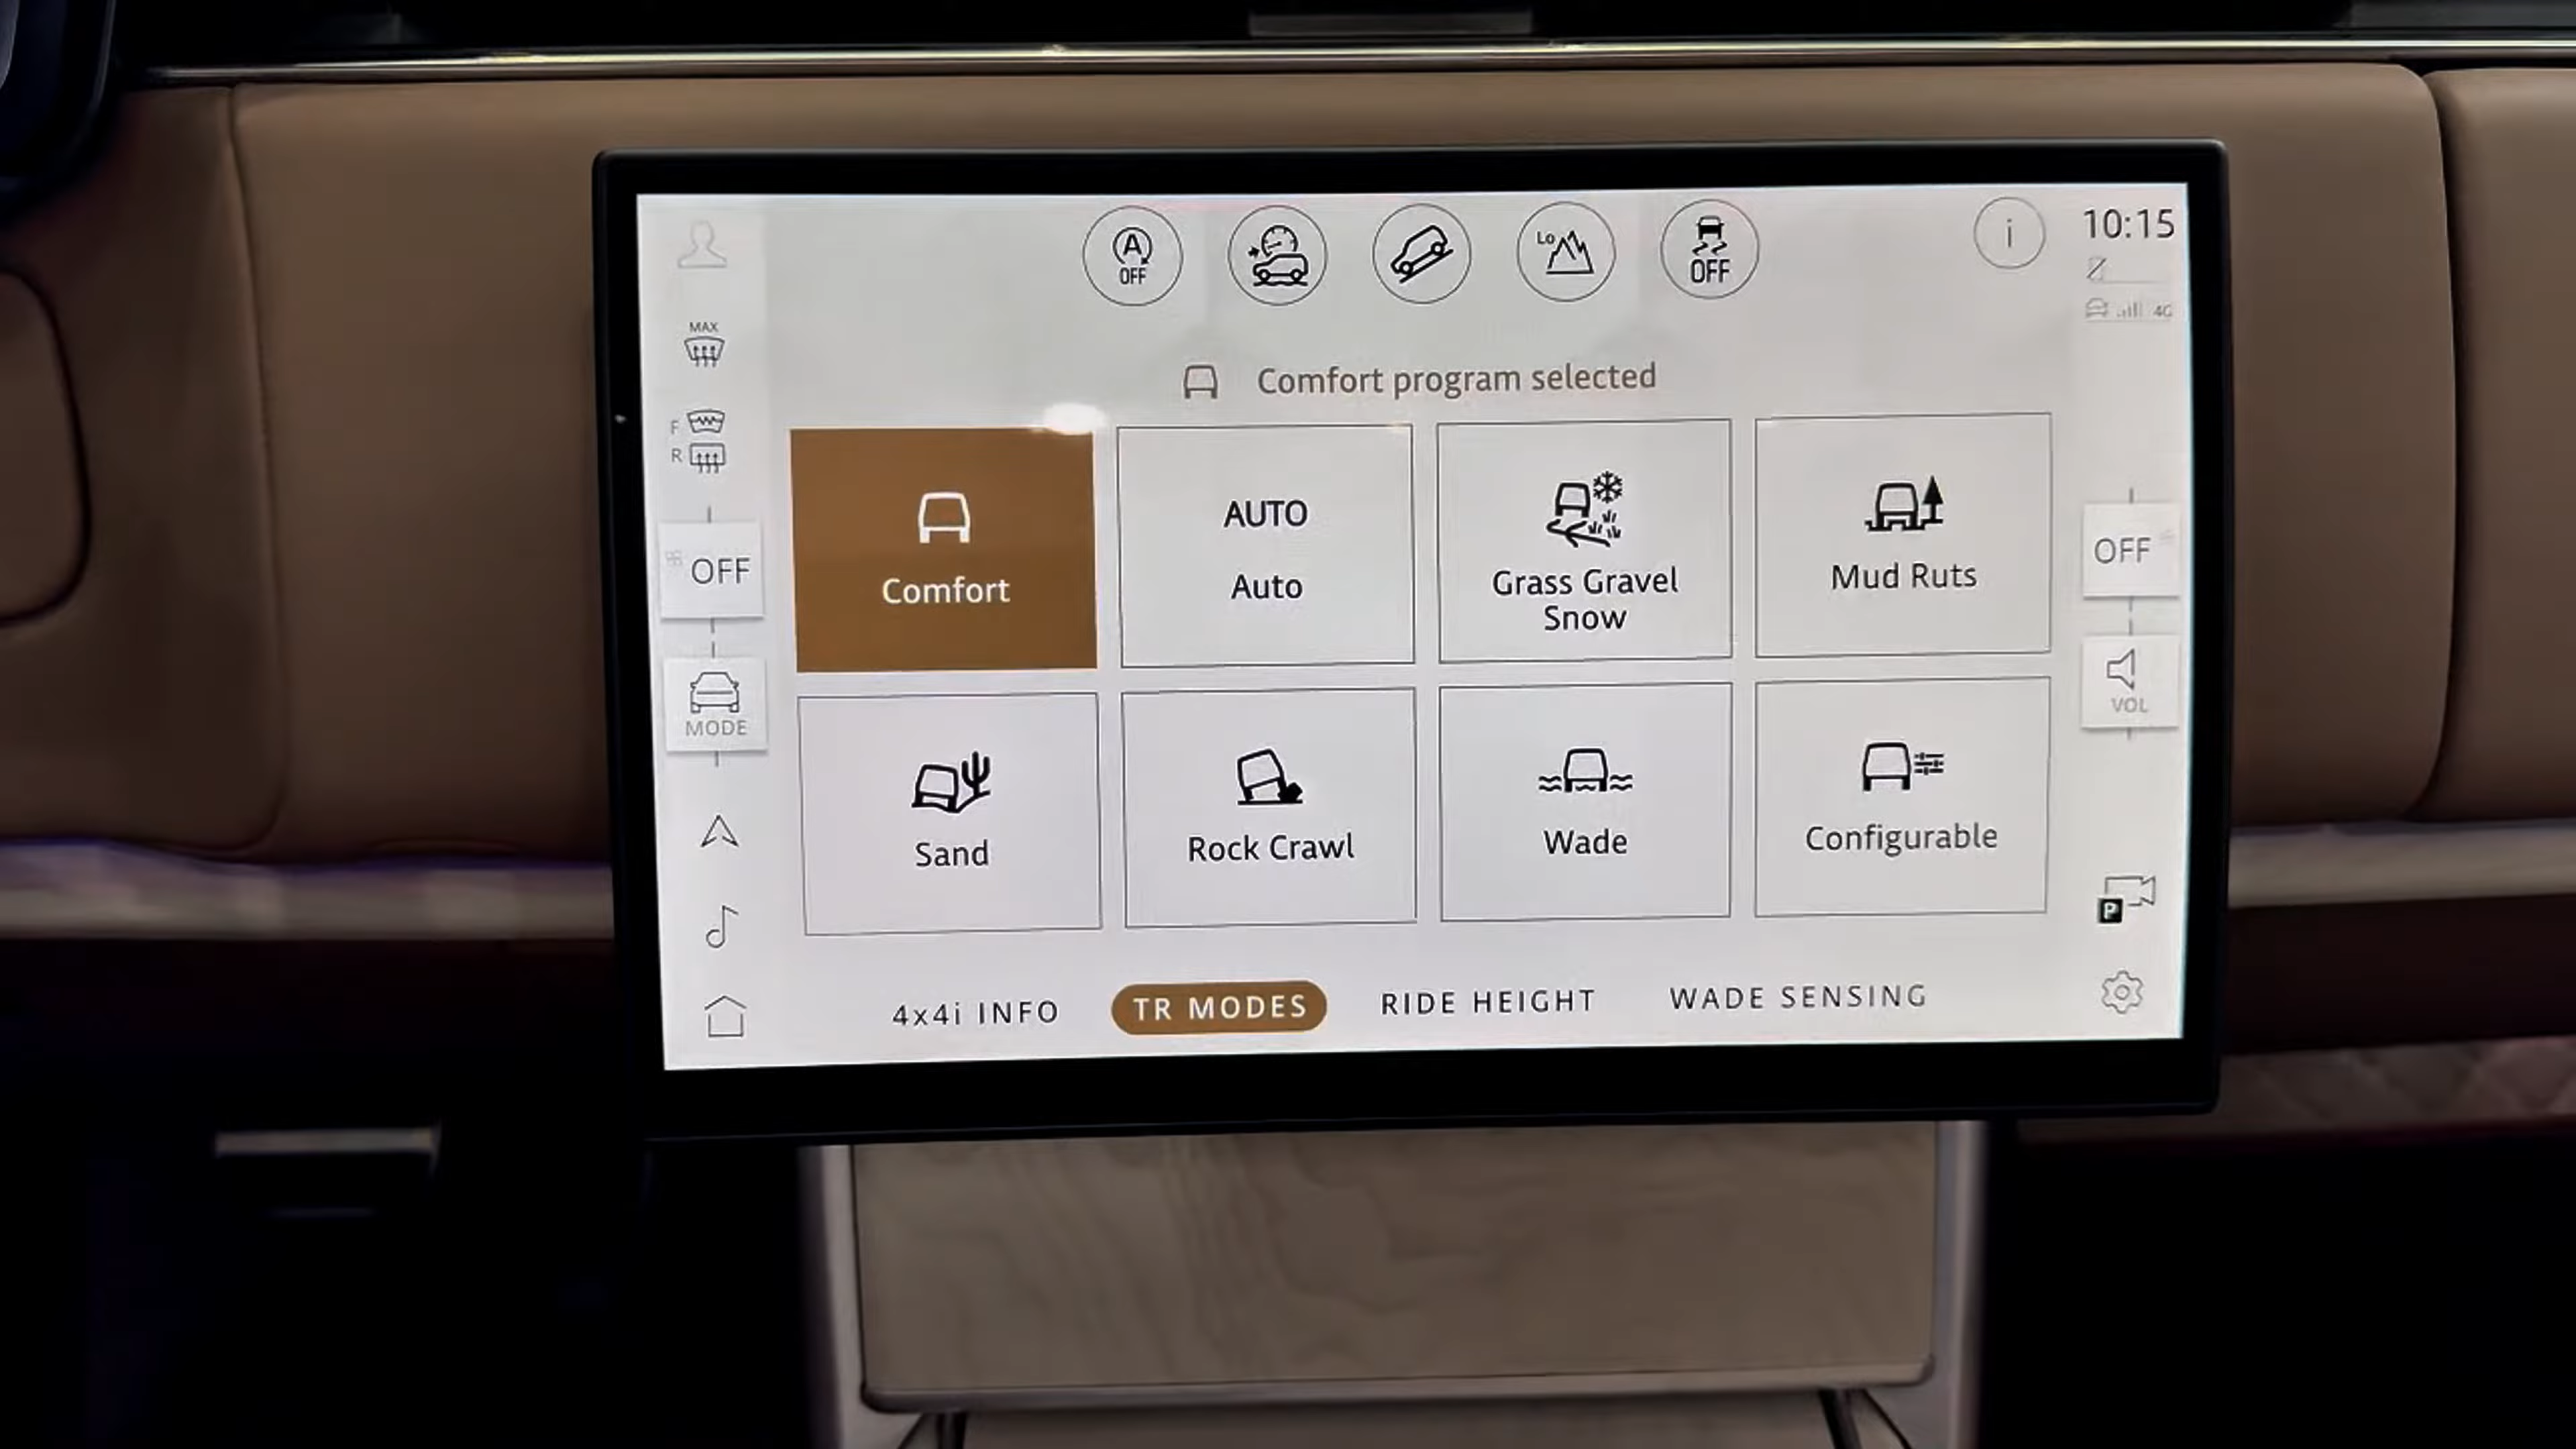 A
OFF
Lo
OFF
i
10:15
4G
MAX
F
R
Comfort program selected
Comfort
AUTO
Auto
Grass Gravel
Snow
Mud Ruts
OFF
OFF
MODE
VOL
Sand
Rock Crawl
Wade
Configurable
P
4x4i INFO
TR MODES
RIDE HEIGHT
WADE SENSING